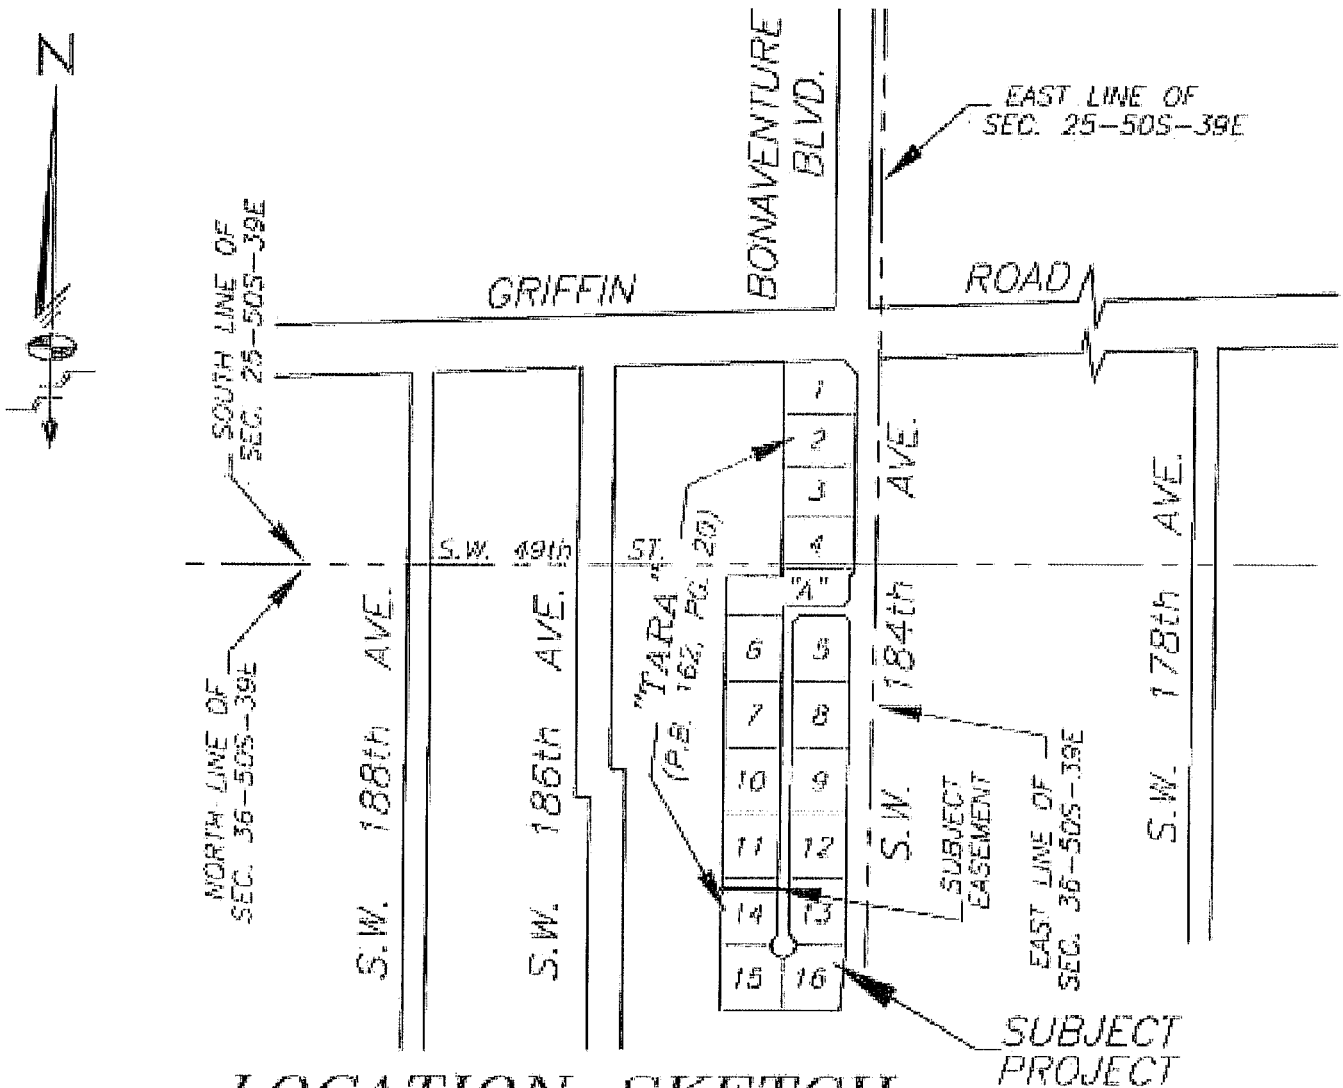 N
BONAVENTURE
BLVD.
EAST LINE OF
SEC. 25-50S-39E
SOUTH LINE OF
SEC. 25-50S-39E
GRIFFIN
ROAD
1
2
3
4
S.W. 49th ST.
"A"
"TARA"
(P.B. 162, PG. 20)
NORTH LINE OF
SEC. 36-50S-39E
S.W. 188th AVE.
S.W. 186th AVE.
S.W. 184th AVE.
S.W. 178th AVE.
6
5
7
8
10
9
11
12
14
13
15
16
SUBJECT
EASEMENT
EAST LINE OF
SEC. 36-50S-39E
SUBJECT
PROJECT
LOCATION SKETCH